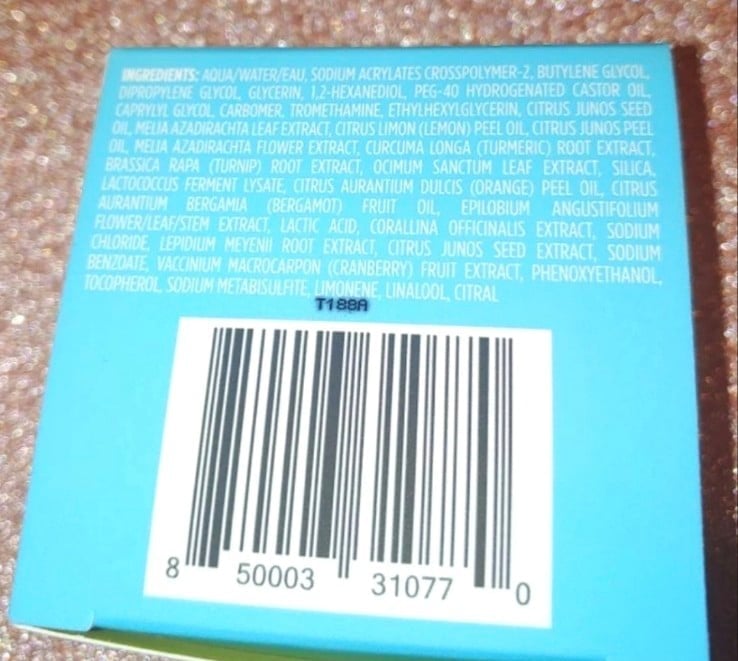 INGREDIENTS: AQUA/WATER/EAU, SODIUM ACRYLATES CROSSPOLYMER-2, BUTYLENE GLYCOL,
DIPROPYLENE GLYCOL, GLYCERIN, 1,2-HEXANEDIOL, PEG-40 HYDROGENATED CASTOR OIL,
CAPRYLYL GLYCOL, CARBOMER, TROMETHAMINE, ETHYLHEXYLGLYCERIN, CITRUS JUNOS SEED
OIL, MELIA AZADIRACHTA LEAF EXTRACT, CITRUS LIMON (LEMON) PEEL OIL, CITRUS JUNOS PEEL
OIL, MELIA AZADIRACHTA FLOWER EXTRACT, CURCUMA LONGA (TURMERIC) ROOT EXTRACT,
BRASSICA RAPA (TURNIP) ROOT EXTRACT, OCIMUM SANCTUM LEAF EXTRACT, SILICA,
LACTOCOCCUS FERMENT LYSATE, CITRUS AURANTIUM DULCIS (ORANGE) PEEL OIL, CITRUS
AURANTIUM BERGAMIA (BERGAMOT) FRUIT OIL, EPILOBIUM ANGUSTIFOLIUM
FLOWER/LEAF/STEM EXTRACT, LACTIC ACID, CORALLINA OFFICINALIS EXTRACT, SODIUM
CHLORIDE, LEPIDIUM MEYENII ROOT EXTRACT, CITRUS JUNOS SEED EXTRACT, SODIUM
BENZOATE, VACCINIUM MACROCARPON (CRANBERRY) FRUIT EXTRACT, PHENOXYETHANOL,
TOCOPHEROL, SODIUM METABISULFITE, LIMONENE, LINALOOL, CITRAL
T188A
8 50003 31077 0